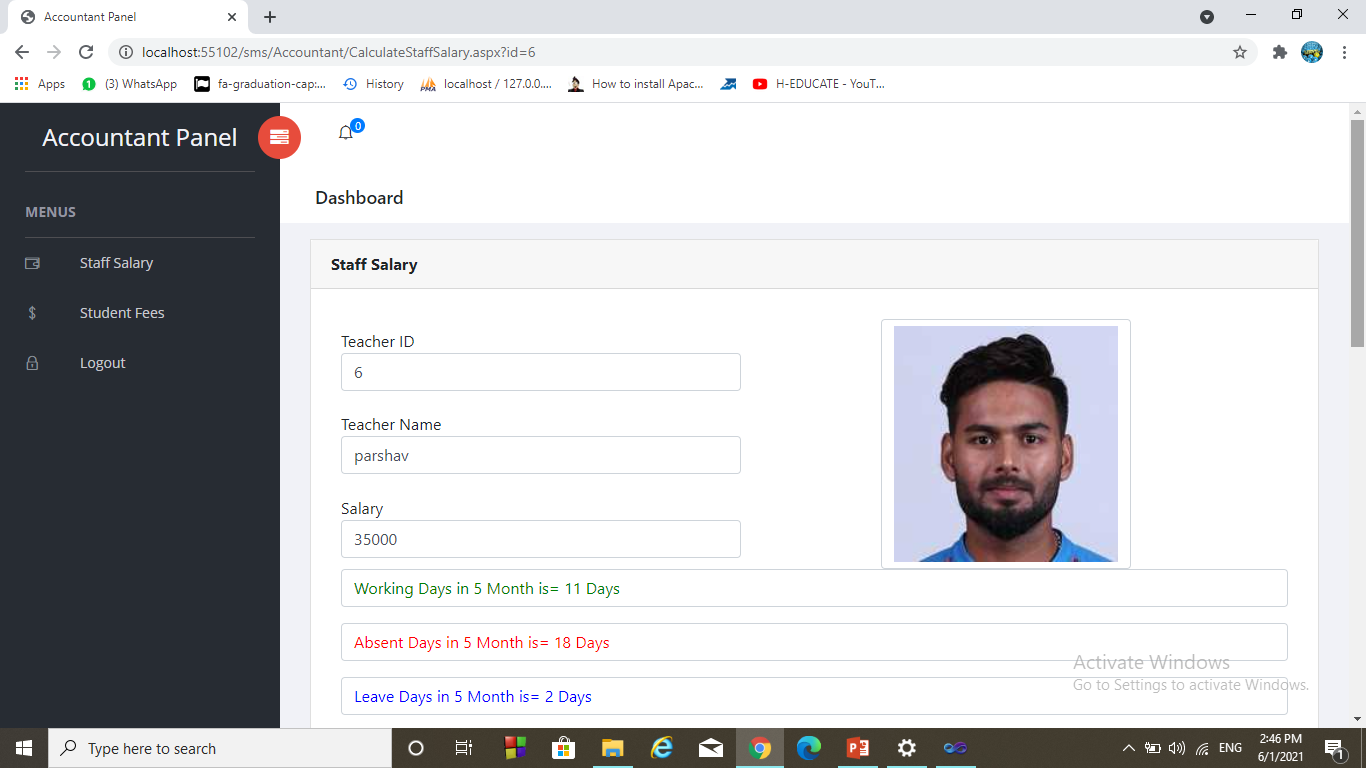 Accountant Panel
localhost:55102/sms/Accountant/CalculateStaffSalary.aspx?id=6
Apps
1
(3) WhatsApp
fa-graduation-cap:...
History
PMA
localhost / 127.0.0....
How to install Apac...
H-EDUCATE - YouT...
Accountant Panel
0
Dashboard
MENUS
Staff Salary
Student Fees
Logout
Staff Salary
Teacher ID
6
Teacher Name
parshav
Salary
35000
Working Days in 5 Month is= 11 Days
Absent Days in 5 Month is= 18 Days
Leave Days in 5 Month is= 2 Days
Activate Windows
Go to Settings to activate Windows.
Type here to search
ENG
2:46 PM
6/1/2021
1